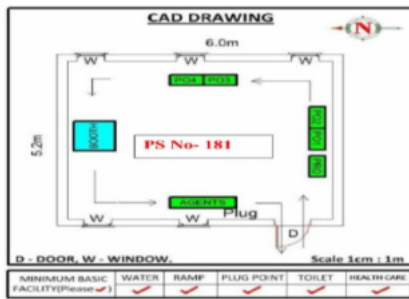 CAD DRAWING
6.0m
N
W W W
PO4 PO3
5.2m
BOOTH
PS No- 181
PO2
PO1
PRO
AGENTS
Plug
W W
D
D - DOOR, W - WINDOW.
Scale 1cm : 1m
MINIMUM BASIC FACILITY(Please ✓)
WATER
RAMP
PLUG POINT
TOILET
HEALTH CARE